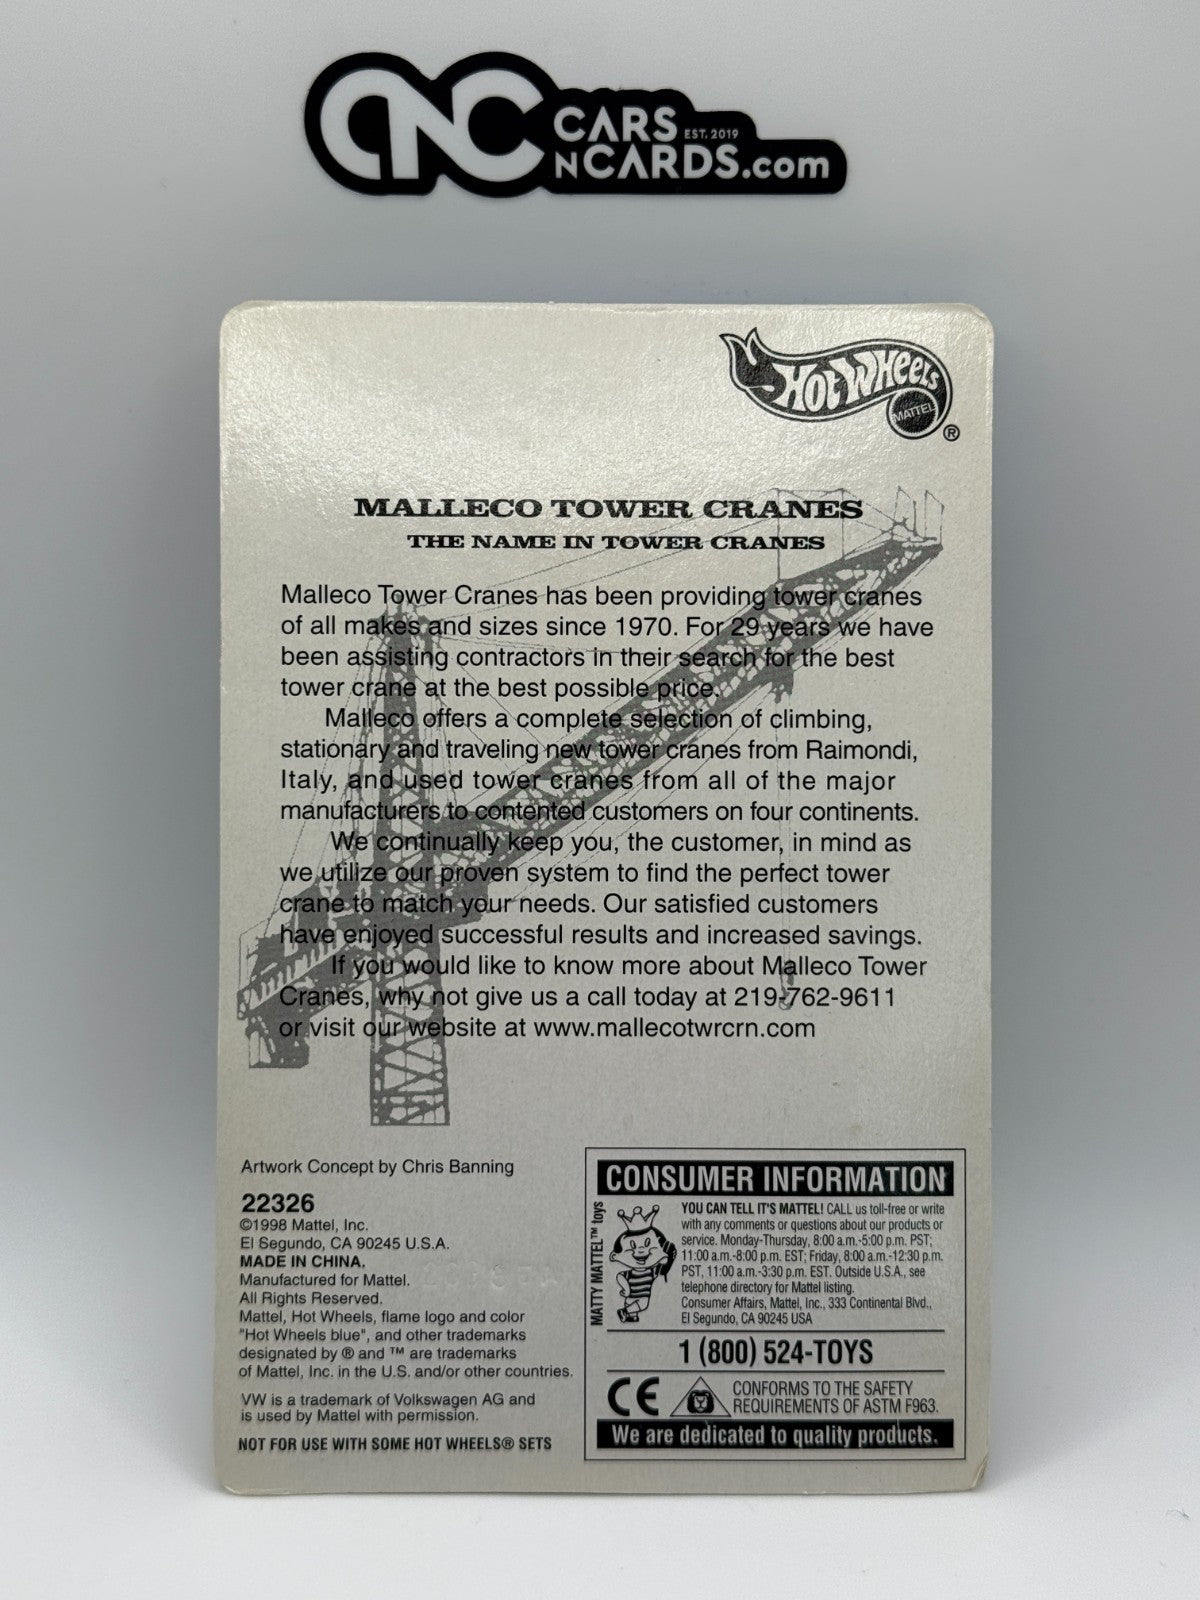 CNC CARS EST. 2019
N CARDS.com
HOT WHEELS
MATTEL
®
MALLECO TOWER CRANES
THE NAME IN TOWER CRANES
Malleco Tower Cranes has been providing tower cranes
of all makes and sizes since 1970. For 29 years we have
been assisting contractors in their search for the best
tower crane at the best possible price.
Malleco offers a complete selection of climbing,
stationary and traveling new tower cranes from Raimondi,
Italy, and used tower cranes from all of the major
manufacturers to contented customers on four continents.
We continually keep you, the customer, in mind as
we utilize our proven system to find the perfect tower
crane to match your needs. Our satisfied customers
have enjoyed successful results and increased savings.
If you would like to know more about Malleco Tower
Cranes, why not give us a call today at 219-762-9611
or visit our website at www.mallecotwrcrn.com
Artwork Concept by Chris Banning
22326
©1998 Mattel, Inc.
El Segundo, CA 90245 U.S.A.
MADE IN CHINA.
Manufactured for Mattel.
All Rights Reserved.
Mattel, Hot Wheels, flame logo and color
"Hot Wheels blue", and other trademarks
designated by ® and ™ are trademarks
of Mattel, Inc. in the U.S. and/or other countries.
VW is a trademark of Volkswagen AG and
is used by Mattel with permission.
NOT FOR USE WITH SOME HOT WHEELS® SETS
CONSUMER INFORMATION
MATTY MATTEL™ toys
YOU CAN TELL IT'S MATTEL! CALL us toll-free or write
with any comments or questions about our products or
service. Monday-Thursday, 8:00 a.m.-5:00 p.m. PST;
11:00 a.m.-8:00 p.m. EST; Friday, 8:00 a.m.-12:30 p.m.
PST, 11:00 a.m.-3:30 p.m. EST. Outside U.S.A., see
telephone directory for Mattel listing.
Consumer Affairs, Mattel, Inc., 333 Continental Blvd.,
El Segundo, CA 90245 USA
1 (800) 524-TOYS
CE
CONFORMS TO THE SAFETY
REQUIREMENTS OF ASTM F963.
We are dedicated to quality products.